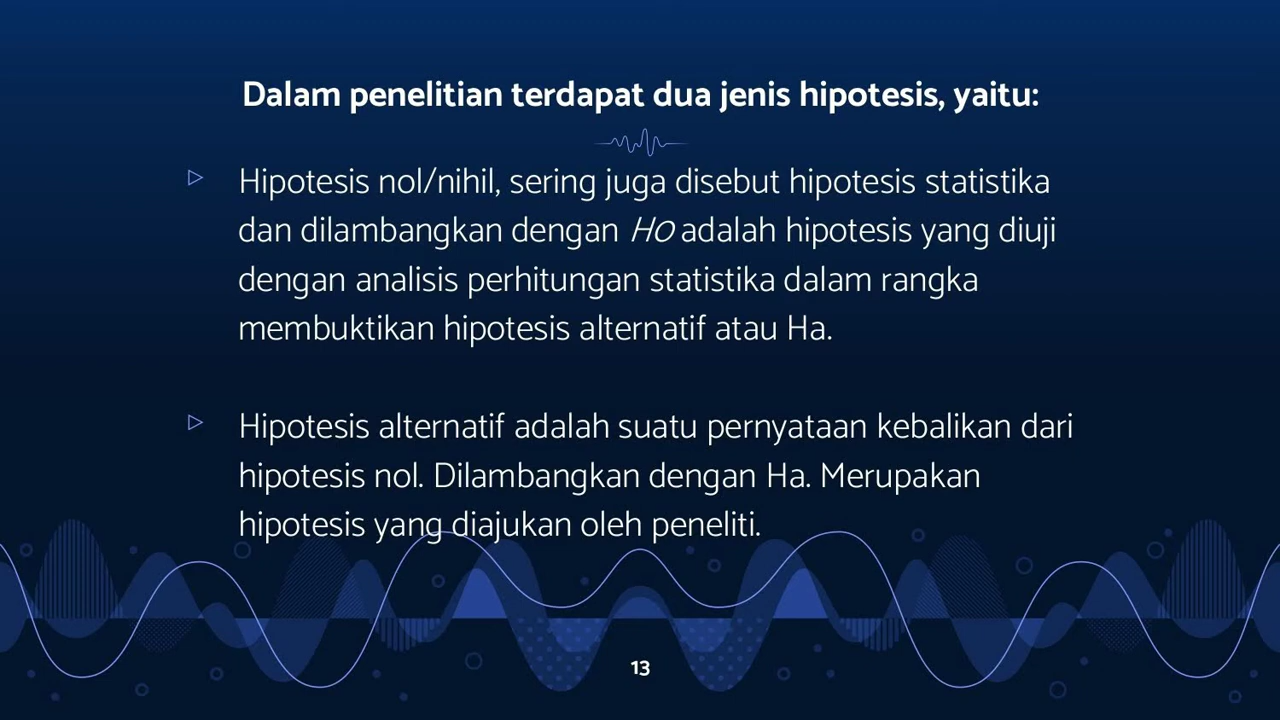 Dalam penelitian terdapat dua jenis hipotesis, yaitu:
▷ Hipotesis nol/nihil, sering juga disebut hipotesis statistika
dan dilambangkan dengan HO adalah hipotesis yang diuji
dengan analisis perhitungan statistika dalam rangka
membuktikan hipotesis alternatif atau Ha.
▷ Hipotesis alternatif adalah suatu pernyataan kebalikan dari
hipotesis nol. Dilambangkan dengan Ha. Merupakan
hipotesis yang diajukan oleh peneliti.
13